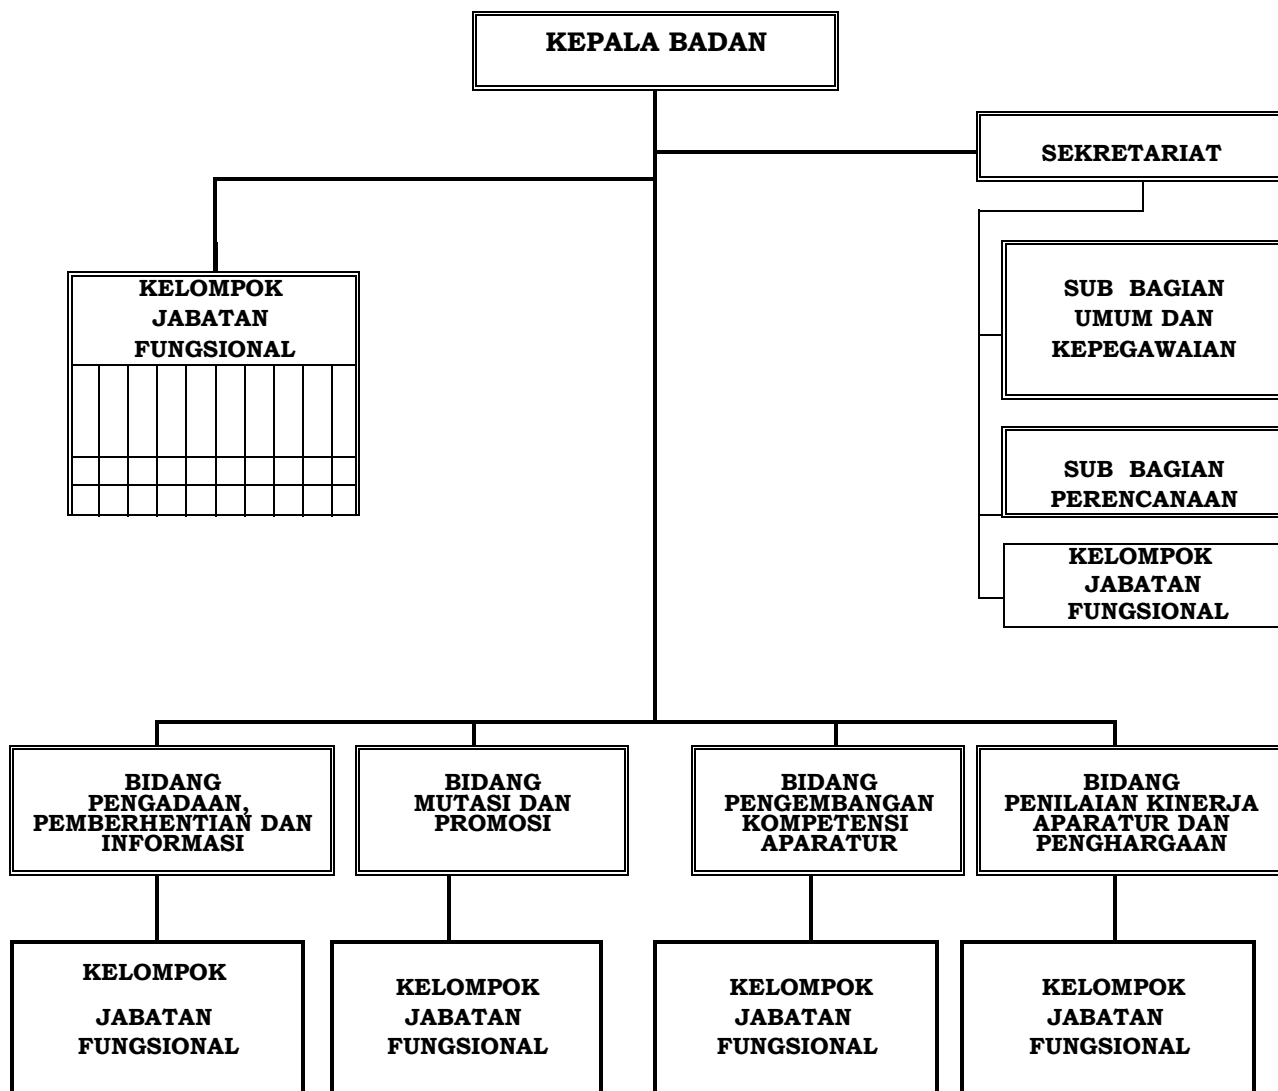 KEPALA BADAN
SEKRETARIAT
KELOMPOK
JABATAN
FUNGSIONAL
SUB BAGIAN
UMUM DAN
KEPEGAWAIAN
SUB BAGIAN
PERENCANAAN
KELOMPOK
JABATAN
FUNGSIONAL
BIDANG
PENGADAAN,
PEMBERHENTIAN DAN
INFORMASI
BIDANG
MUTASI DAN
PROMOSI
BIDANG
PENGEMBANGAN
KOMPETENSI
APARATUR
BIDANG
PENILAIAN KINERJA
APARATUR DAN
PENGHARGAAN
KELOMPOK
JABATAN
FUNGSIONAL
KELOMPOK
JABATAN
FUNGSIONAL
KELOMPOK
JABATAN
FUNGSIONAL
KELOMPOK
JABATAN
FUNGSIONAL